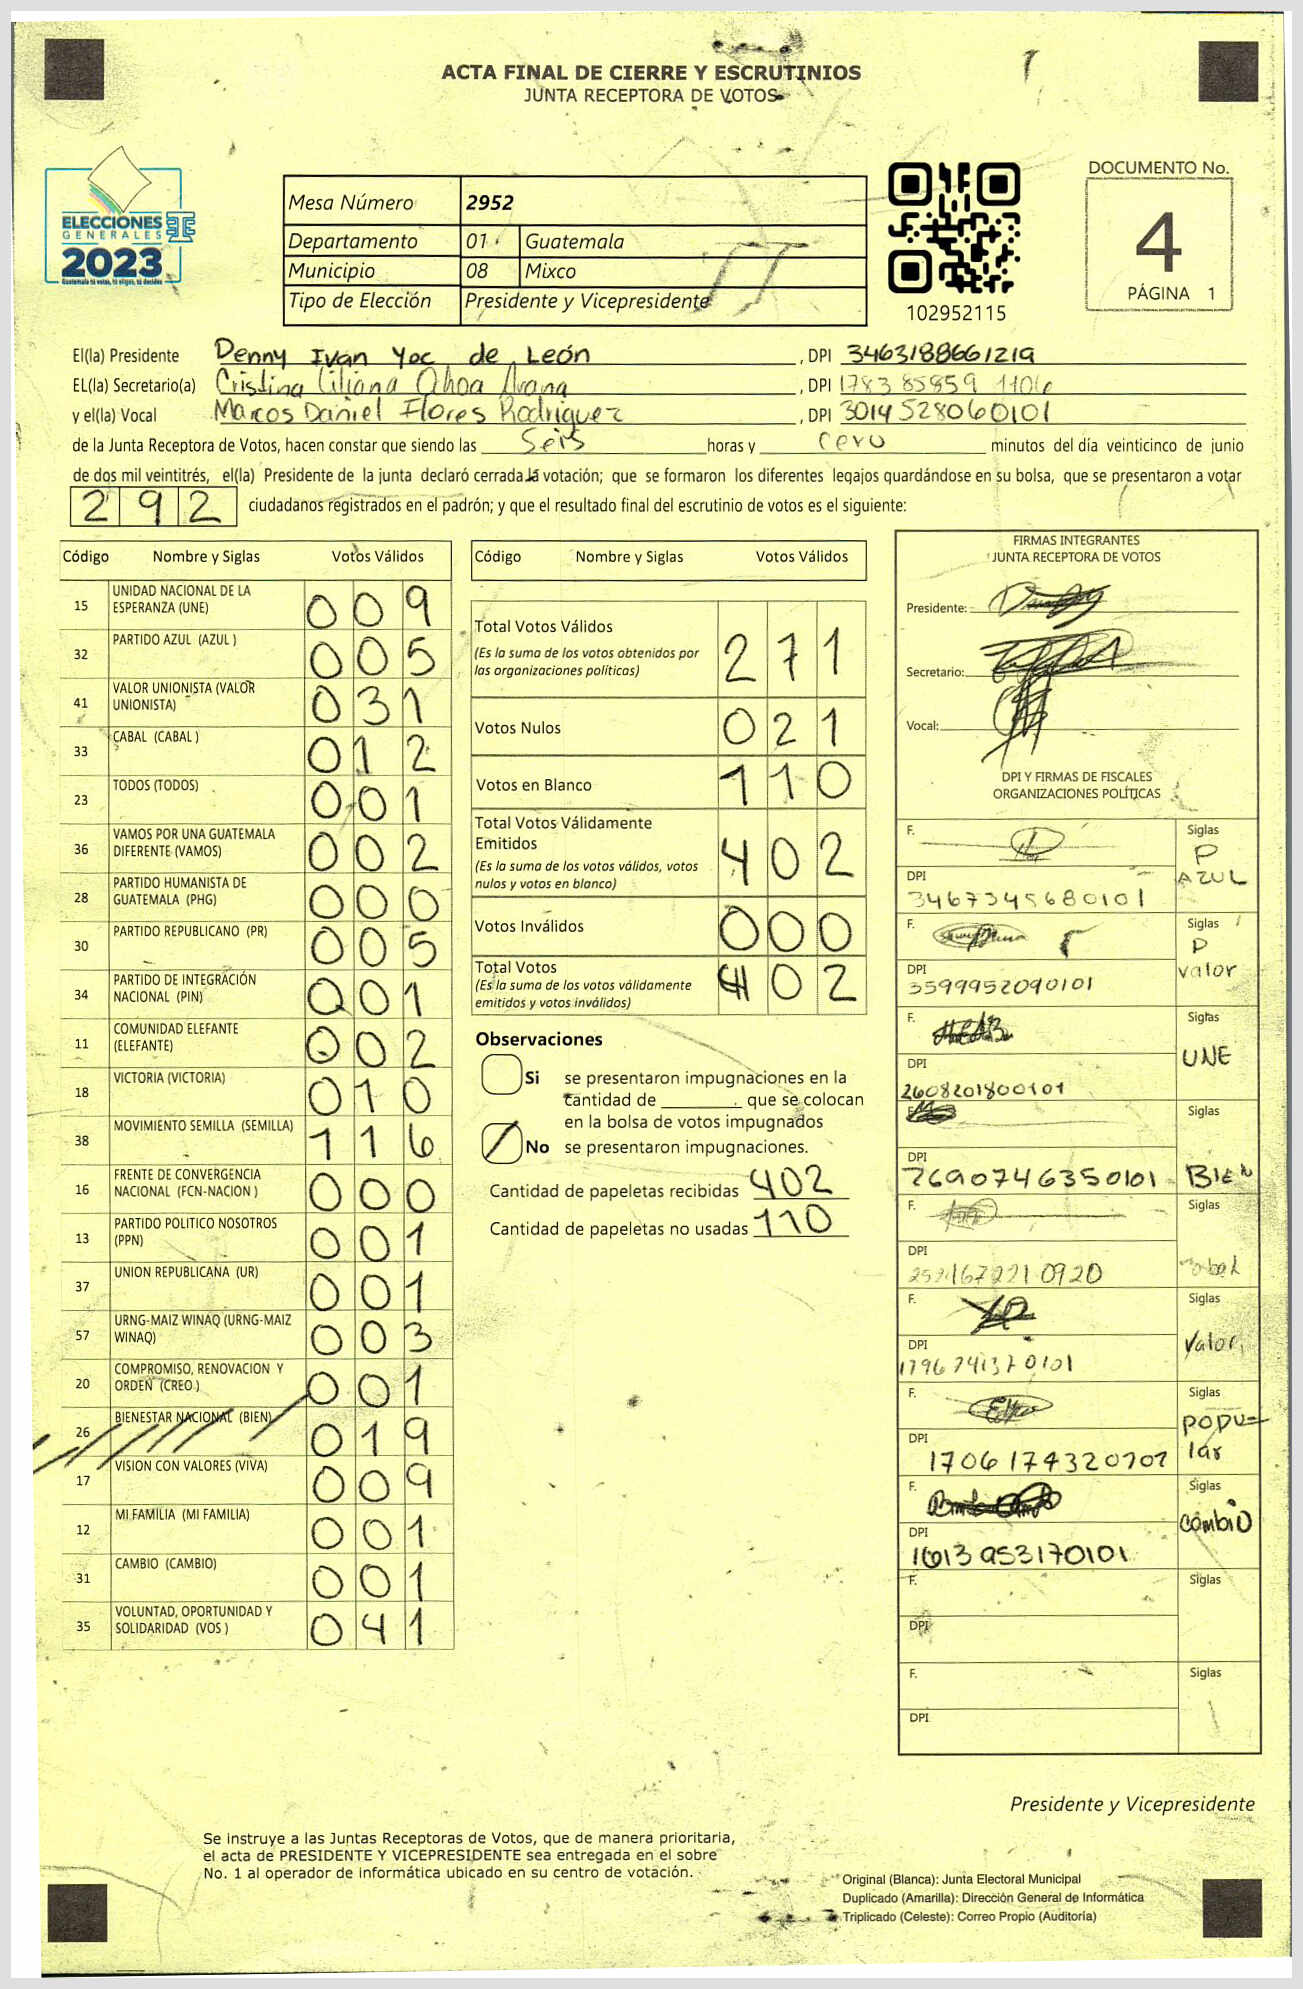 ACTA FINAL DE CIERRE Y ESCRUTINIOS
JUNTA RECEPTORA DE VOTOS
ELECCIONES
GENERALES
2023
Guatemala tú votas, tú eliges, tú decides
Mesa Número 2952
Departamento 01 Guatemala
Municipio 08 Mixco
Tipo de Elección Presidente y Vicepresidente
102952115
DOCUMENTO No.
4
PÁGINA 1
El(la) Presidente Denny Ivan Yoc de León, DPI 3463188661219
EL(la) Secretario(a) Cristina Liliana, DPI 178385859 1106
y el(la) Vocal Marcos Daniel Flores Rodriguez, DPI 3014528060101
de la Junta Receptora de Votos, hacen constar que siendo las Seis horas y cero minutos del día veinticinco de junio
de dos mil veintitrés, el(la) Presidente de la junta declaró cerrada la votación; que se formaron los diferentes legajos guardándose en su bolsa, que se presentaron a votar
292 ciudadanos registrados en el padrón; y que el resultado final del escrutinio de votos es el siguiente:
Código Nombre y Siglas Votos Válidos
15 UNIDAD NACIONAL DE LA ESPERANZA (UNE) 009
32 PARTIDO AZUL (AZUL ) 005
41 VALOR UNIONISTA (VALOR UNIONISTA) 031
33 CABAL (CABAL ) 012
23 TODOS (TODOS) 001
36 VAMOS POR UNA GUATEMALA DIFERENTE (VAMOS) 002
28 PARTIDO HUMANISTA DE GUATEMALA (PHG) 000
30 PARTIDO REPUBLICANO (PR) 005
34 PARTIDO DE INTEGRACIÓN NACIONAL (PIN) 001
11 COMUNIDAD ELEFANTE (ELEFANTE) 002
18 VICTORIA (VICTORIA) 010
38 MOVIMIENTO SEMILLA (SEMILLA) 116
16 FRENTE DE CONVERGENCIA NACIONAL (FCN-NACION ) 000
13 PARTIDO POLITICO NOSOTROS (PPN) 001
37 UNION REPUBLICANA (UR) 001
57 URNG-MAIZ WINAQ (URNG-MAIZ WINAQ) 003
20 COMPROMISO, RENOVACION Y ORDEN (CREO ) 001
26 BIENESTAR NACIONAL (BIEN) 019
17 VISION CON VALORES (VIVA) 009
12 MI FAMILIA (MI FAMILIA) 001
31 CAMBIO (CAMBIO) 001
35 VOLUNTAD, OPORTUNIDAD Y SOLIDARIDAD (VOS ) 041
Código Nombre y Siglas Votos Válidos
Total Votos Válidos 271
(Es la suma de los votos obtenidos por
las organizaciones políticas)
Votos Nulos 021
Votos en Blanco 110
Total Votos Válidamente
Emitidos 402
(Es la suma de los votos válidos, votos
nulos y votos en blanco)
Votos Inválidos 000
Total Votos 402
(Es la suma de los votos válidamente
emitidos y votos inválidos)
Observaciones
Si se presentaron impugnaciones en la
cantidad de ________ que se colocan
en la bolsa de votos impugnados
No se presentaron impugnaciones.
Cantidad de papeletas recibidas 402
Cantidad de papeletas no usadas 110
FIRMAS INTEGRANTES
JUNTA RECEPTORA DE VOTOS
Presidente:
Secretario:
Vocal:
DPI Y FIRMAS DE FISCALES
ORGANIZACIONES POLÍTICAS
F. Siglas P AZUL
DPI 3467345680101
F. Siglas P valor
DPI 3599952090101
F. Siglas UNE
DPI 2608201800101
F. Siglas BIEN
DPI 2690746350101
F. Siglas
DPI
F. Siglas Valor
DPI 1796741370101
F. Siglas POPU-lar
DPI 1706174320101
F. Siglas cambio
DPI 1613953170101
F. Siglas
DPI
F. Siglas
DPI
Presidente y Vicepresidente
Se instruye a las Juntas Receptoras de Votos, que de manera prioritaria,
el acta de PRESIDENTE Y VICEPRESIDENTE sea entregada en el sobre
No. 1 al operador de informática ubicado en su centro de votación.
Original (Blanca): Junta Electoral Municipal
Duplicado (Amarilla): Dirección General de Informática
Triplicado (Celeste): Correo Propio (Auditoría)